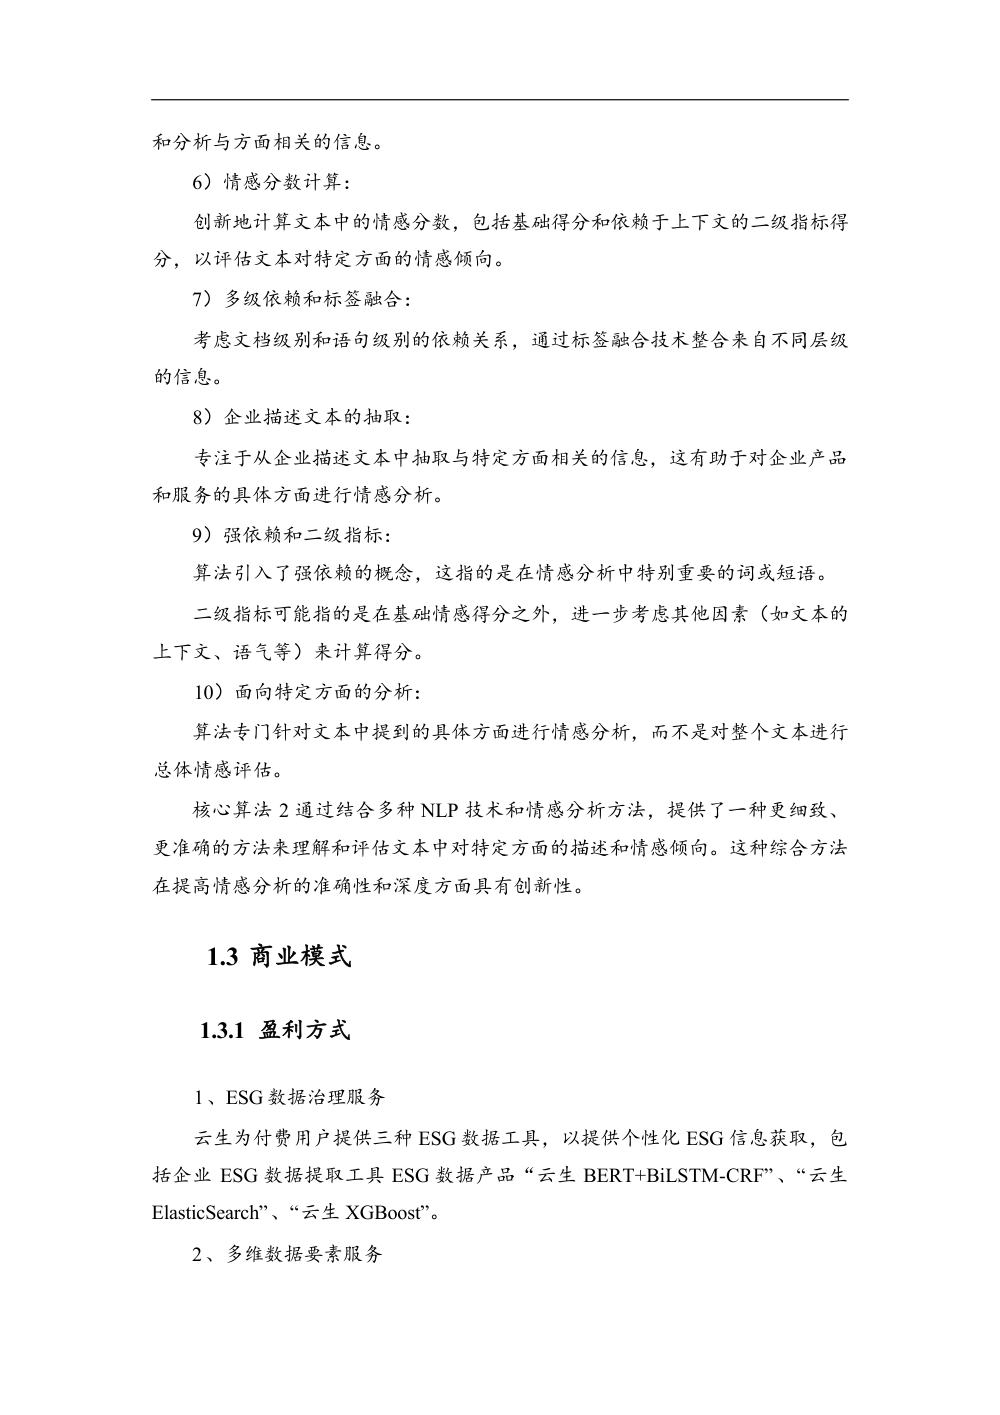 和分析与方面相关的信息。
6）情感分数计算：
创新地计算文本中的情感分数，包括基础得分和依赖于上下文的二级指标得
分，以评估文本对特定方面的情感倾向。
7）多级依赖和标签融合：
考虑文档级别和语句级别的依赖关系，通过标签融合技术整合来自不同层级
的信息。
8）企业描述文本的抽取：
专注于从企业描述文本中抽取与特定方面相关的信息，这有助于对企业产品
和服务的具体方面进行情感分析。
9）强依赖和二级指标：
算法引入了强依赖的概念，这指的是在情感分析中特别重要的词或短语。
二级指标可能指的是在基础情感得分之外，进一步考虑其他因素（如文本的
上下文、语气等）来计算得分。
10）面向特定方面的分析：
算法专门针对文本中提到的具体方面进行情感分析，而不是对整个文本进行
总体情感评估。
核心算法 2 通过结合多种 NLP 技术和情感分析方法，提供了一种更细致、
更准确的方法来理解和评估文本中对特定方面的描述和情感倾向。这种综合方法
在提高情感分析的准确性和深度方面具有创新性。
1.3 商业模式
1.3.1 盈利方式
1、ESG 数据治理服务
云生为付费用户提供三种 ESG 数据工具，以提供个性化 ESG 信息获取，包
括企业 ESG 数据提取工具 ESG 数据产品“云生 BERT+BiLSTM-CRF”、“云生
ElasticSearch”、“云生 XGBoost”。
2、多维数据要素服务